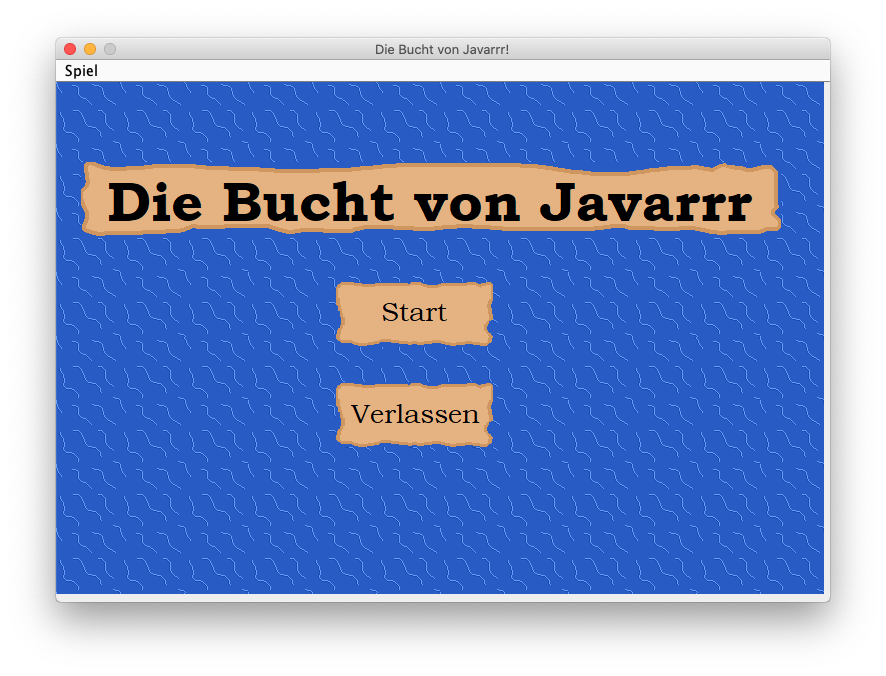 Die Bucht von Javarrr!
Spiel
Die Bucht von Javarrr
Start
Verlassen